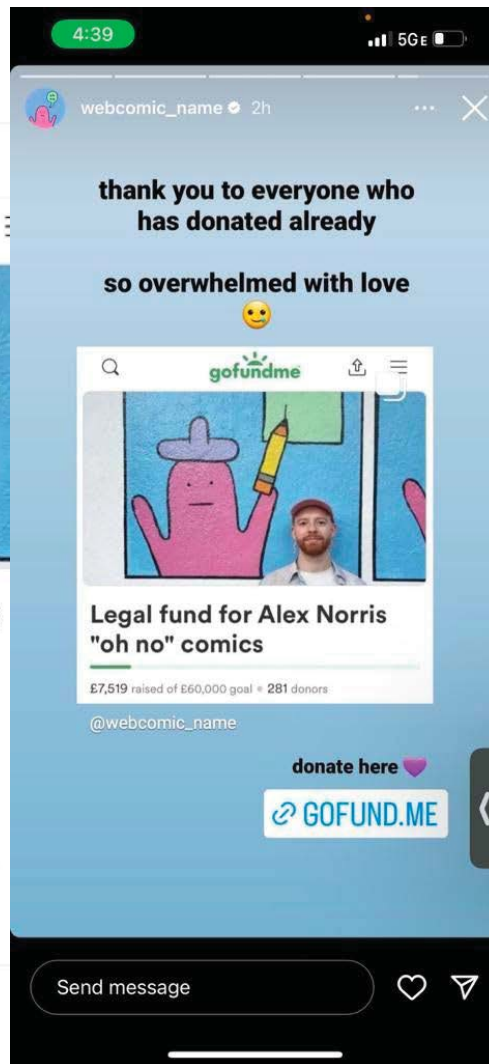 4:39
5GE
webcomic_name 2h
thank you to everyone who
has donated already
so overwhelmed with love
gofundme
Legal fund for Alex Norris
"oh no" comics
£7,519 raised of £60,000 goal • 281 donors
@webcomic_name
donate here
GOFUND.ME
Send message